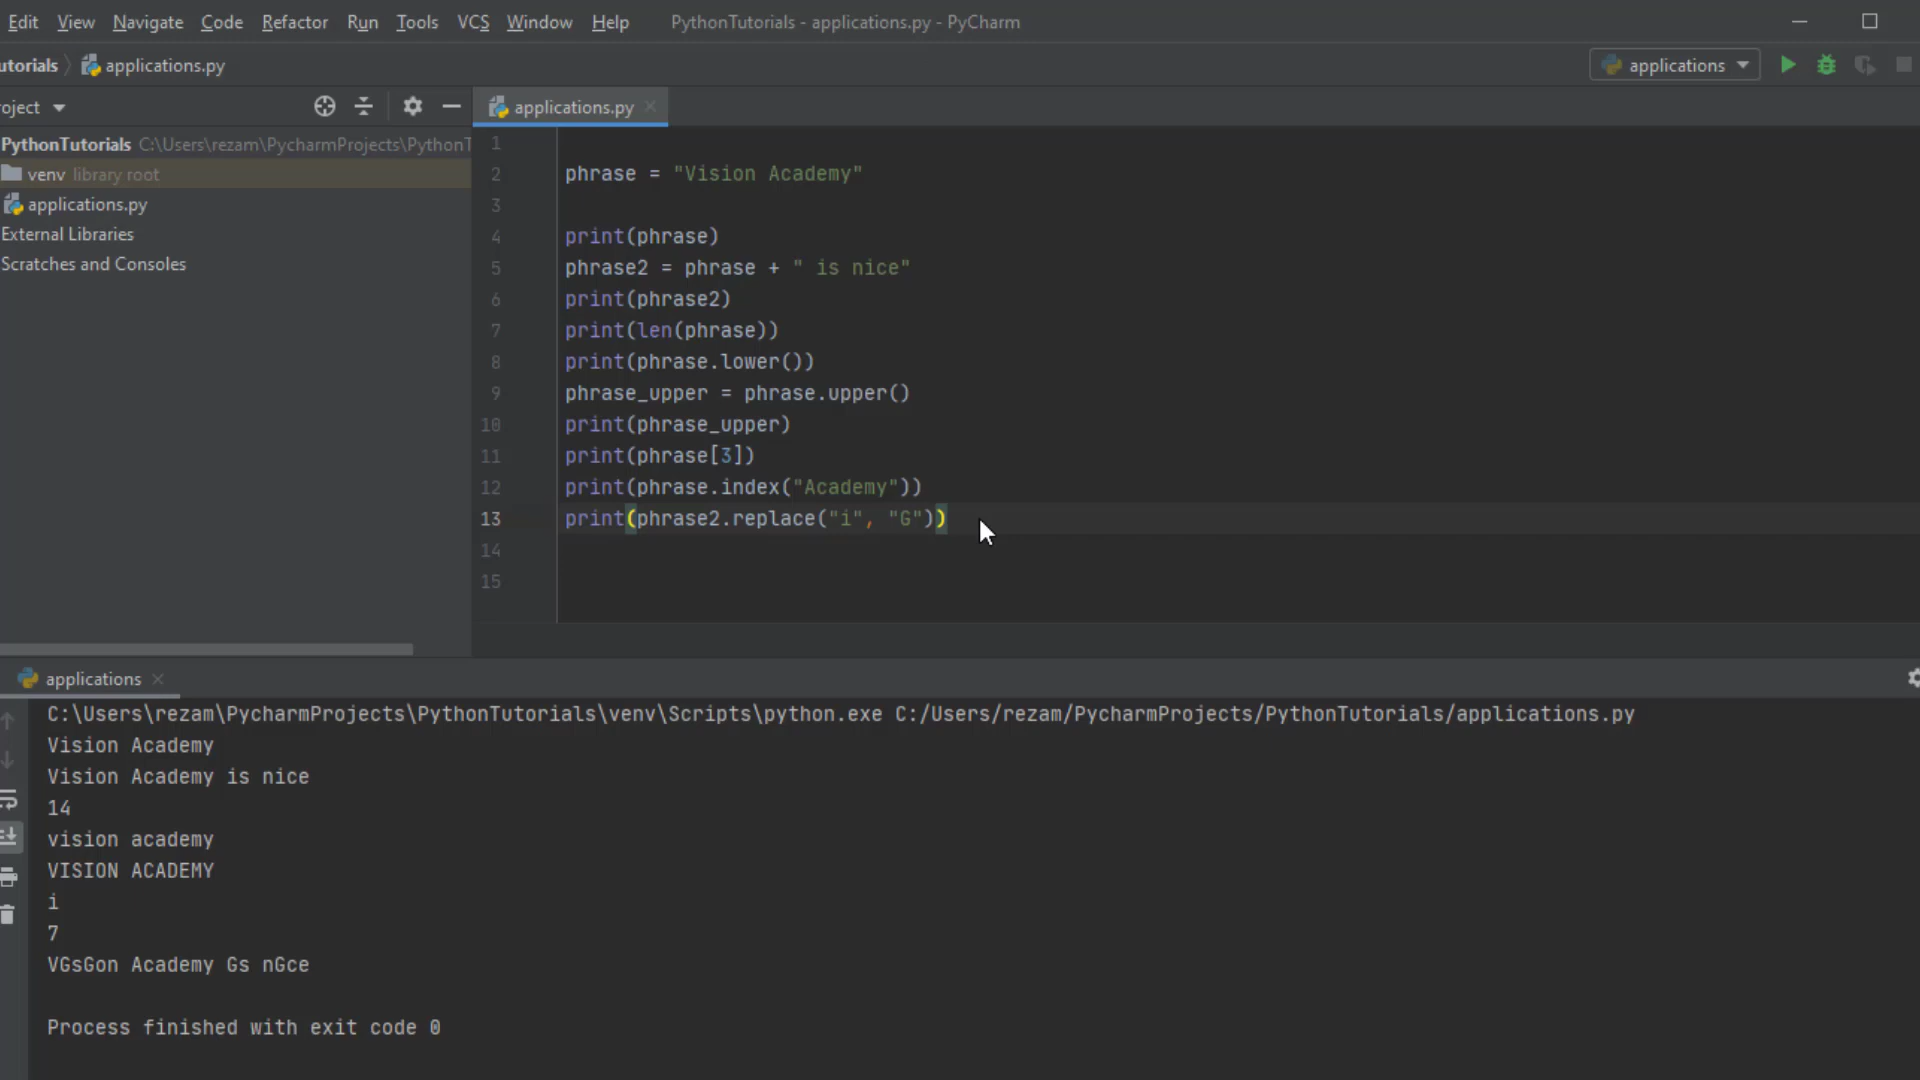 Edit View Navigate Code Refactor Run Tools VCS Window Help PythonTutorials - applications.py - PyCharm
utorials applications.py applications
roject applications.py
PythonTutorials C:\Users\rezam\PycharmProjects\PythonT
venv library root
applications.py
External Libraries
Scratches and Consoles
1
2 phrase = "Vision Academy"
3
4 print(phrase)
5 phrase2 = phrase + " is nice"
6 print(phrase2)
7 print(len(phrase))
8 print(phrase.lower())
9 phrase_upper = phrase.upper()
10 print(phrase_upper)
11 print(phrase[3])
12 print(phrase.index("Academy"))
13 print(phrase2.replace("i", "G"))
14
15
applications
C:\Users\rezam\PycharmProjects\PythonTutorials\venv\Scripts\python.exe C:/Users/rezam/PycharmProjects/PythonTutorials/applications.py
Vision Academy
Vision Academy is nice
14
vision academy
VISION ACADEMY
i
7
VGsGon Academy Gs nGce
Process finished with exit code 0